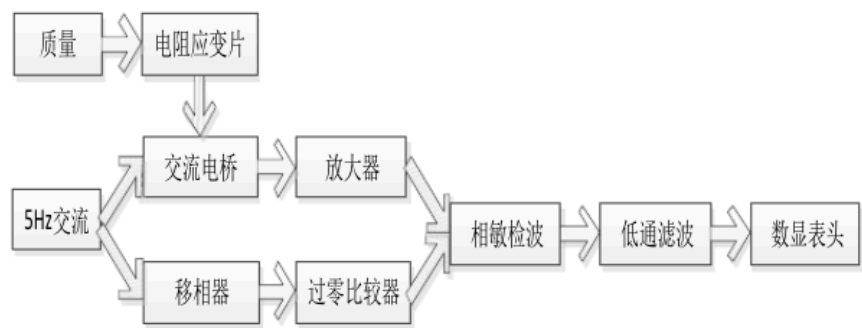 质量
电阻应变片
交流电桥
放大器
5Hz交流
相敏检波
低通滤波
数显表头
移相器
过零比较器